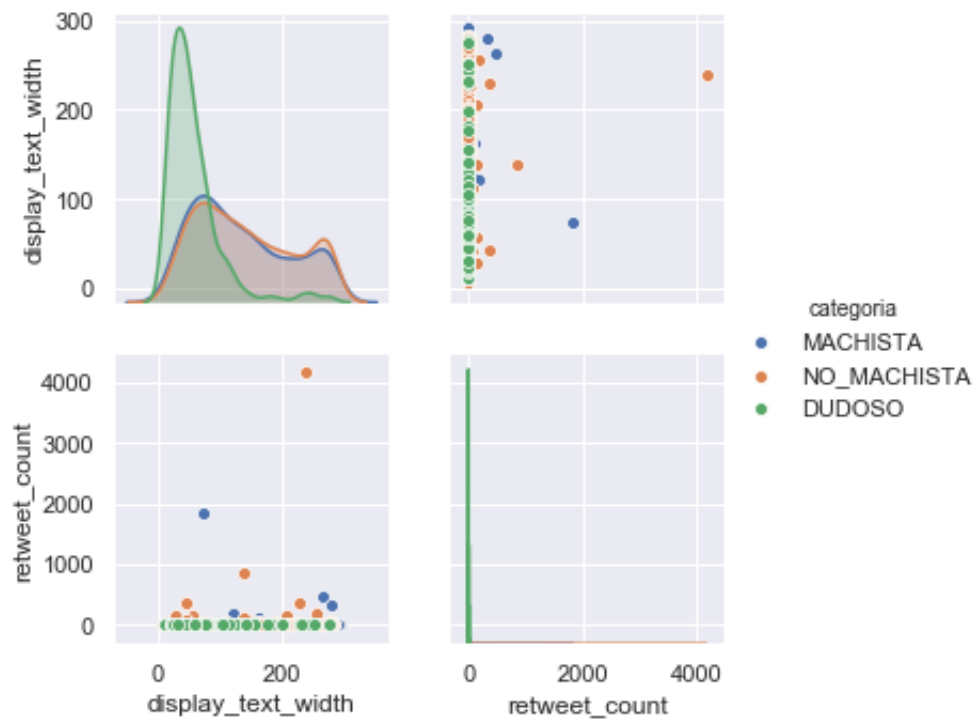 300
200
100
0
display_text_width
4000
3000
2000
1000
0
retweet_count
0 200
display_text_width
0 2000 4000
retweet_count
categoria
MACHISTA
NO_MACHISTA
DUDOSO